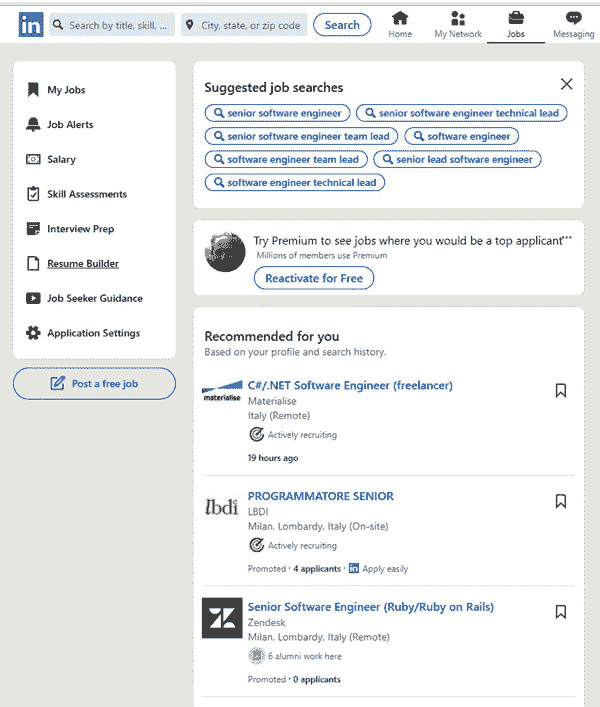 in
Search by title, skill, ...
City, state, or zip code
Search
Home
My Network
Jobs
Messaging
My Jobs
Job Alerts
Salary
Skill Assessments
Interview Prep
Resume Builder
Job Seeker Guidance
Application Settings
Post a free job
Suggested job searches
senior software engineer
senior software engineer technical lead
senior software engineer team lead
software engineer
software engineer team lead
senior lead software engineer
software engineer technical lead
Try Premium to see jobs where you would be a top applicant
Millions of members use Premium
Reactivate for Free
Recommended for you
Based on your profile and search history.
materialise
C#/.NET Software Engineer (freelancer)
Materialise
Italy (Remote)
Actively recruiting
19 hours ago
lbdi
PROGRAMMATORE SENIOR
LBDI
Milan, Lombardy, Italy (On-site)
Actively recruiting
Promoted · 4 applicants · in Apply easily
Senior Software Engineer (Ruby/Ruby on Rails)
Zendesk
Milan, Lombardy, Italy (Remote)
6 alumni work here
Promoted · 0 applicants